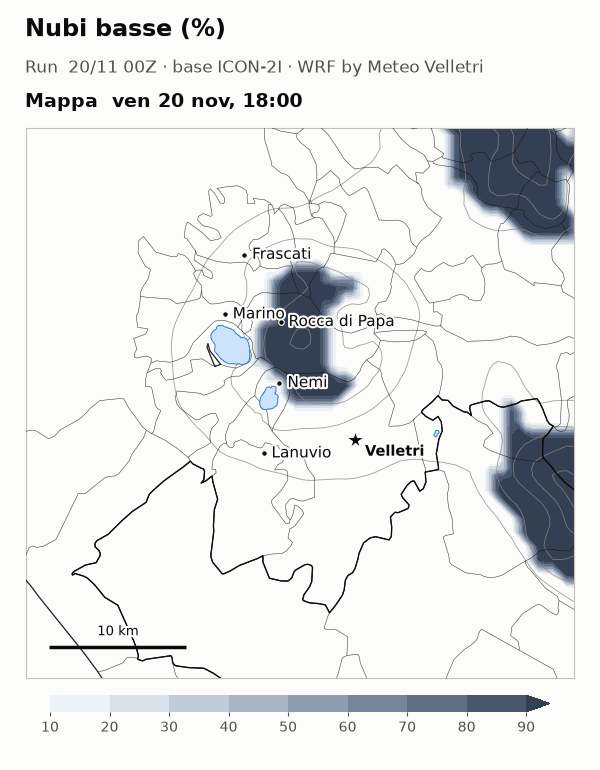 Nubi basse (%)
Run  20/11 00Z · base ICON-2I · WRF by Meteo Velletri
Mappa  ven 20 nov, 18:00
Frascati
Marino
Rocca di Papa
Nemi
Velletri
Lanuvio
10 km
10 20 30 40 50 60 70 80 90